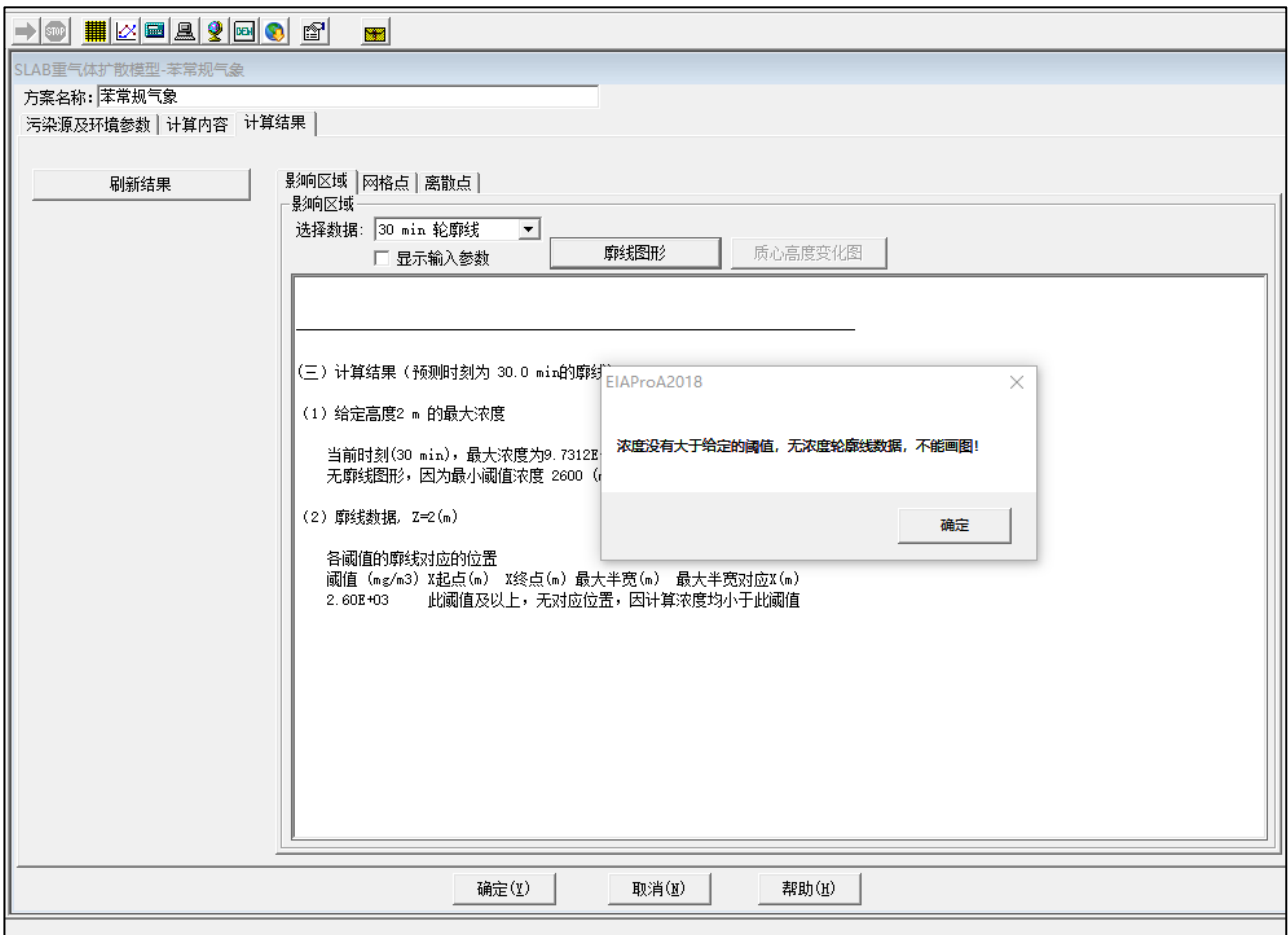 STOP
DEM
SLAB重气体扩散模型-苯常规气象
方案名称: 苯常规气象
污染源及环境参数 计算内容 计算结果
刷新结果
影响区域 网格点 离散点
影响区域
选择数据: 30 min 轮廓线
显示输入参数 廓线图形 质心高度变化图
(三) 计算结果 (预测时刻为 30.0 min的廓线)
(1) 给定高度2 m 的最大浓度
当前时刻(30 min), 最大浓度为9.7312E
无廓线图形, 因为最小阈值浓度 2600
(2) 廓线数据, Z=2(m)
各阈值的廓线对应的位置
阈值 (mg/m3) X起点(m) X终点(m) 最大半宽(m) 最大半宽对应X(m)
2.60E+03 此阈值及以上, 无对应位置, 因计算浓度均小于此阈值
EIAProA2018
浓度没有大于给定的阈值, 无浓度轮廓线数据, 不能画图!
确定
确定(Y) 取消(N) 帮助(H)